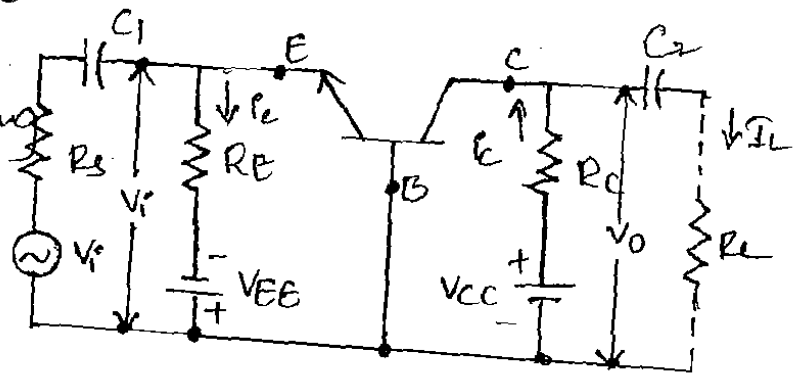 C1
E
C
C2
ie
ic
IL
RS
RE
RC
B
Vi
Vo
RL
Vi
-
VEE
+
+
VCC
-